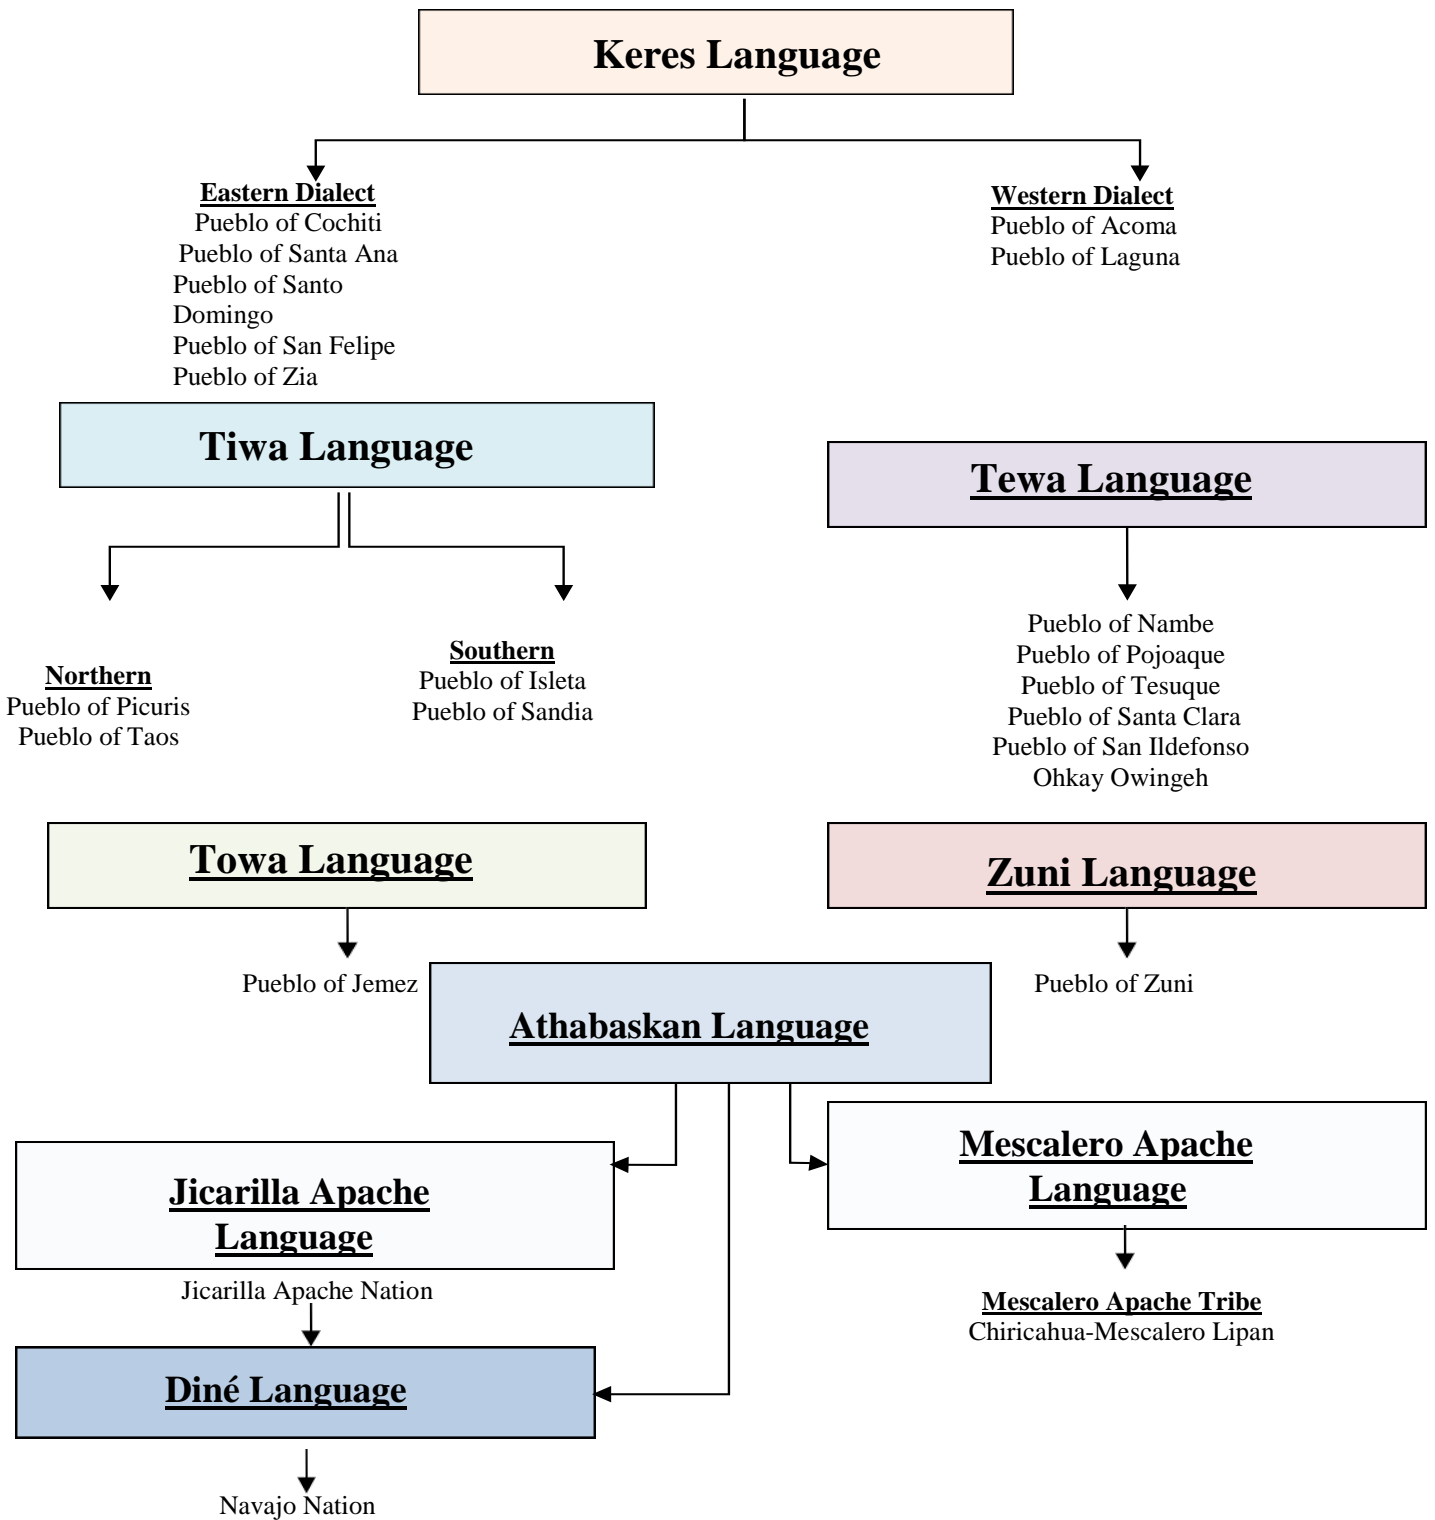 Keres Language
Eastern Dialect
Pueblo of Cochiti
Pueblo of Santa Ana
Pueblo of Santo
Domingo
Pueblo of San Felipe
Pueblo of Zia
Western Dialect
Pueblo of Acoma
Pueblo of Laguna
Tiwa Language
Northern
Pueblo of Picuris
Pueblo of Taos
Southern
Pueblo of Isleta
Pueblo of Sandia
Tewa Language
Pueblo of Nambe
Pueblo of Pojoaque
Pueblo of Tesuque
Pueblo of Santa Clara
Pueblo of San Ildefonso
Ohkay Owingeh
Towa Language
Pueblo of Jemez
Zuni Language
Pueblo of Zuni
Athabaskan Language
Jicarilla Apache
Language
Jicarilla Apache Nation
Mescalero Apache
Language
Mescalero Apache Tribe
Chiricahua-Mescalero Lipan
Diné Language
Navajo Nation